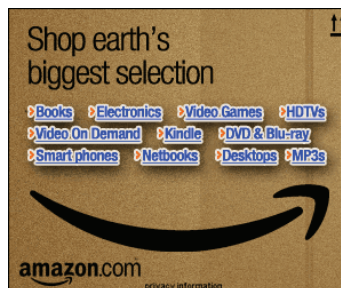 Shop earth's
biggest selection
Books Electronics Video Games HDTVs
Video On Demand Kindle DVD & Blu-ray
Smart phones Netbooks Desktops MP3s
amazon.com
privacy information